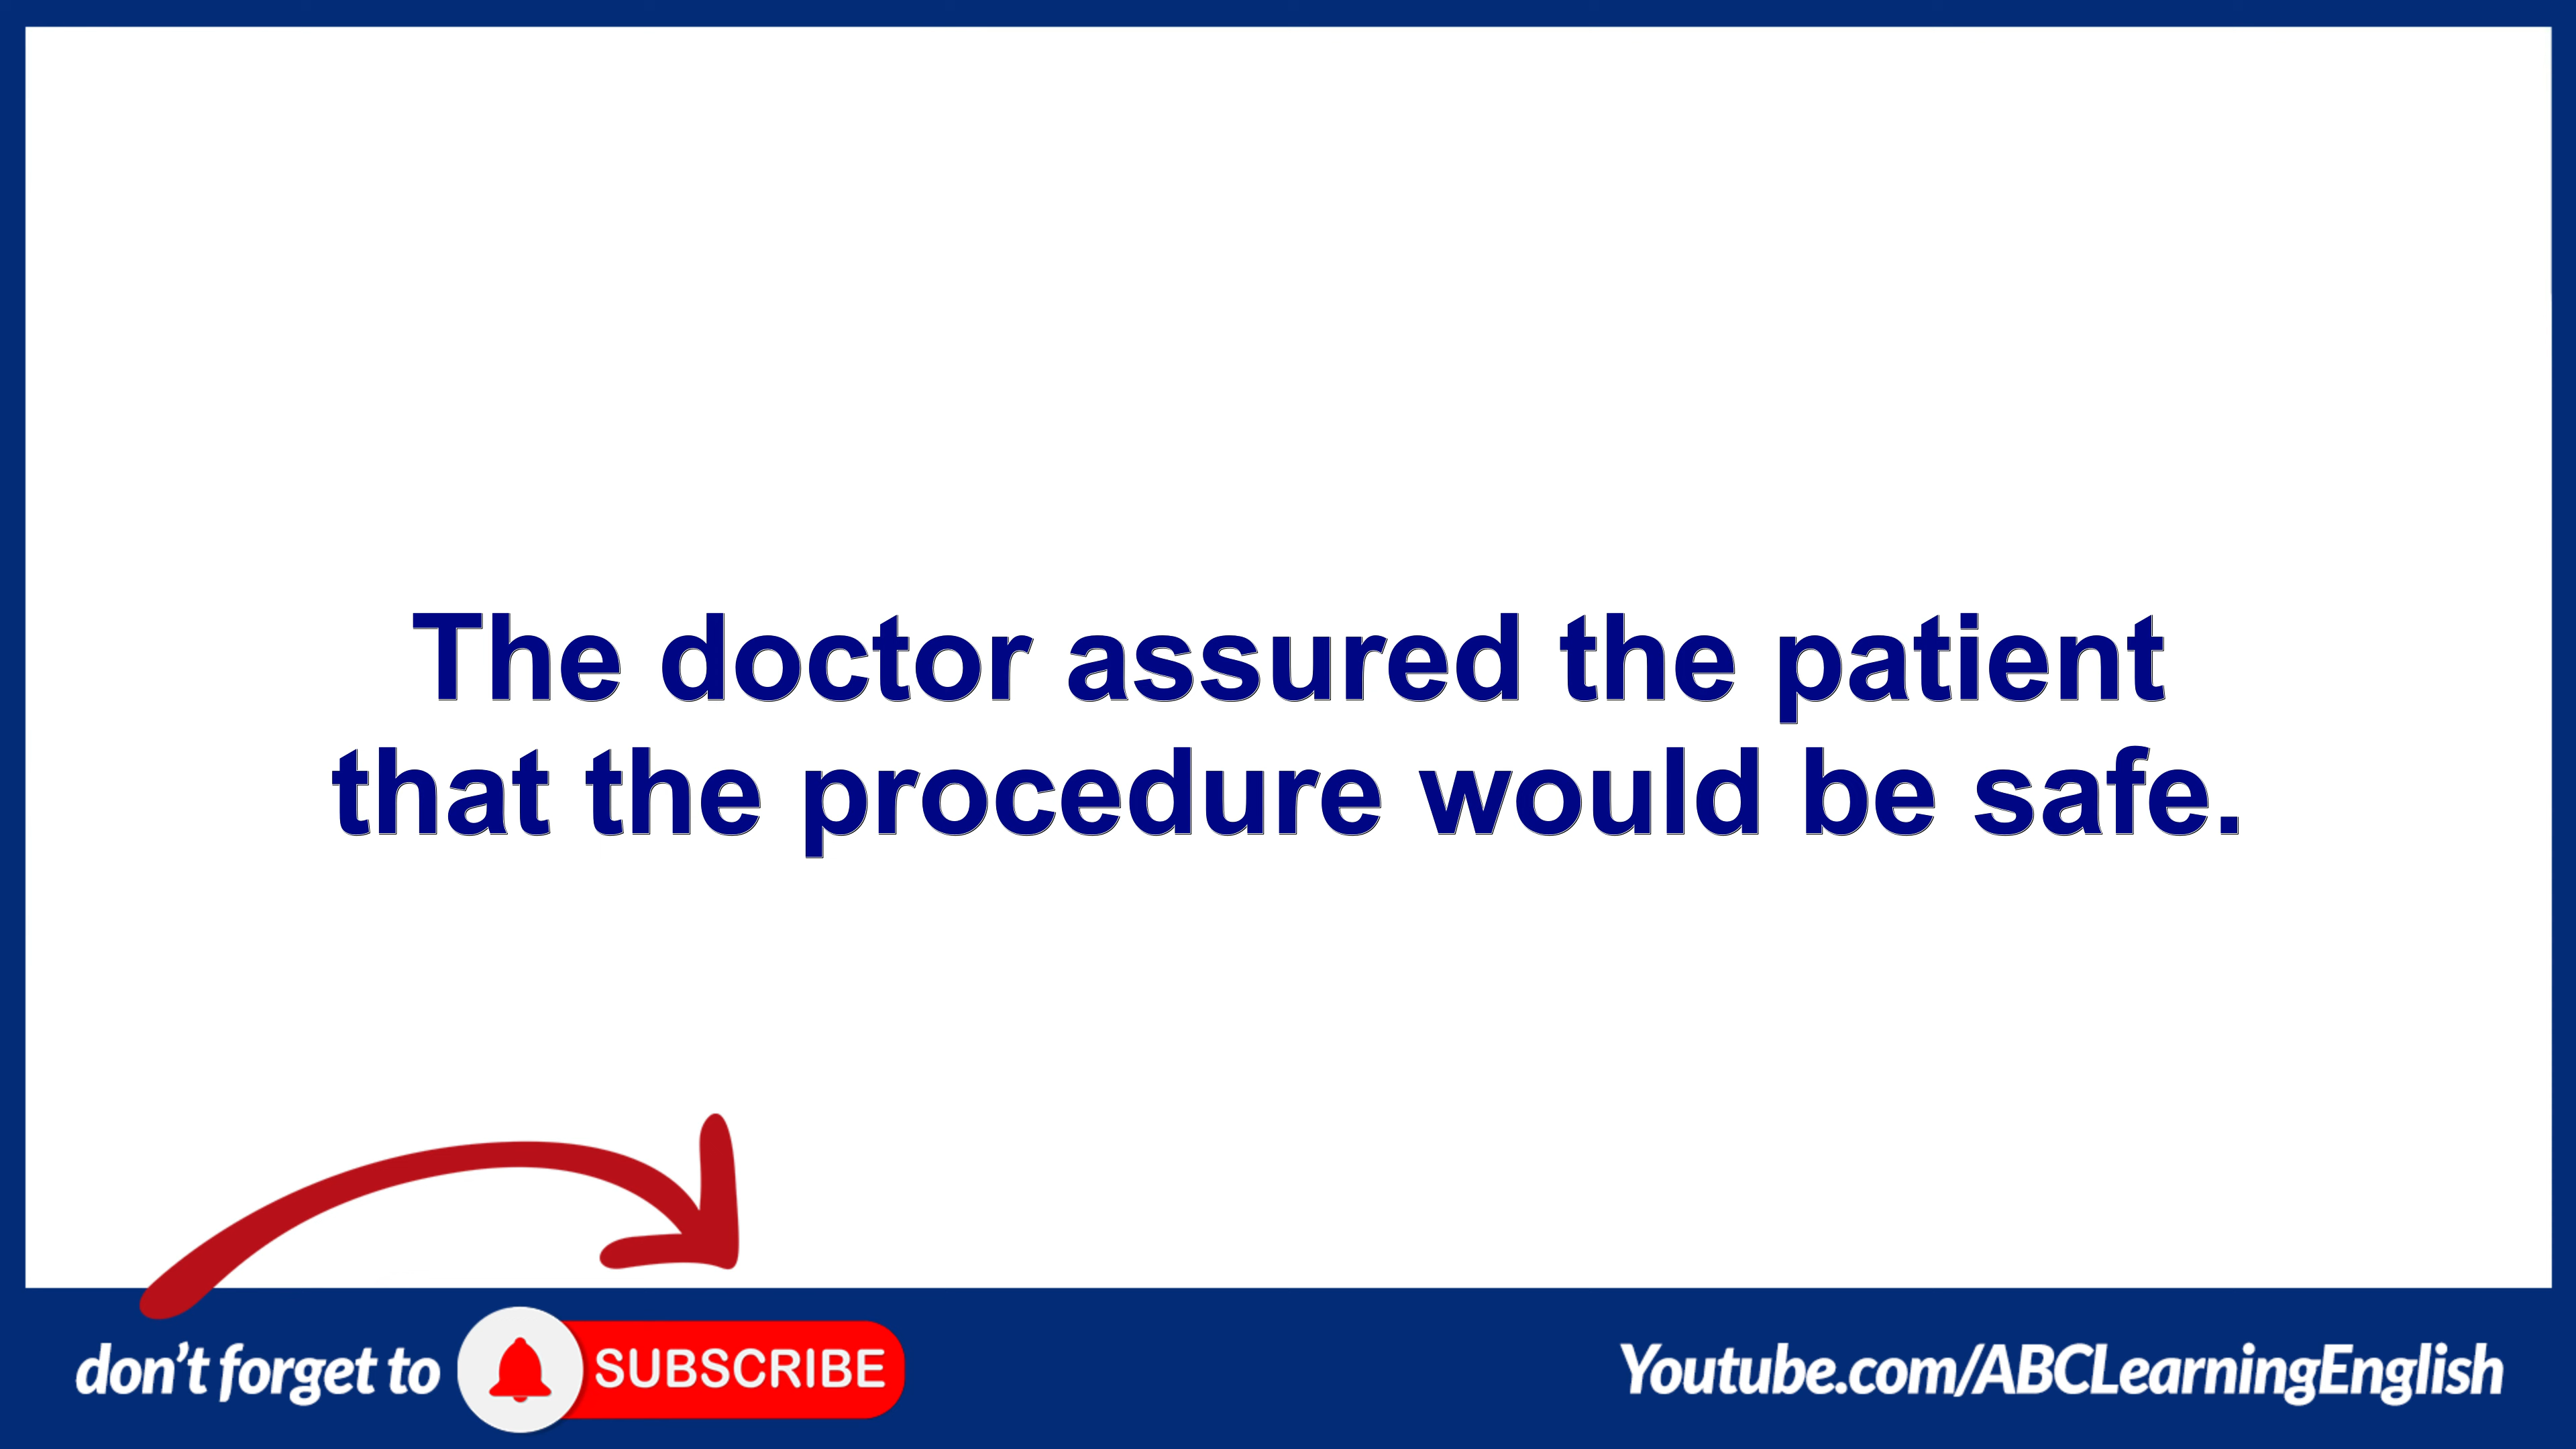 The doctor assured the patient
that the procedure would be safe.
don't forget to SUBSCRIBE
Youtube.com/ABCLearningEnglish